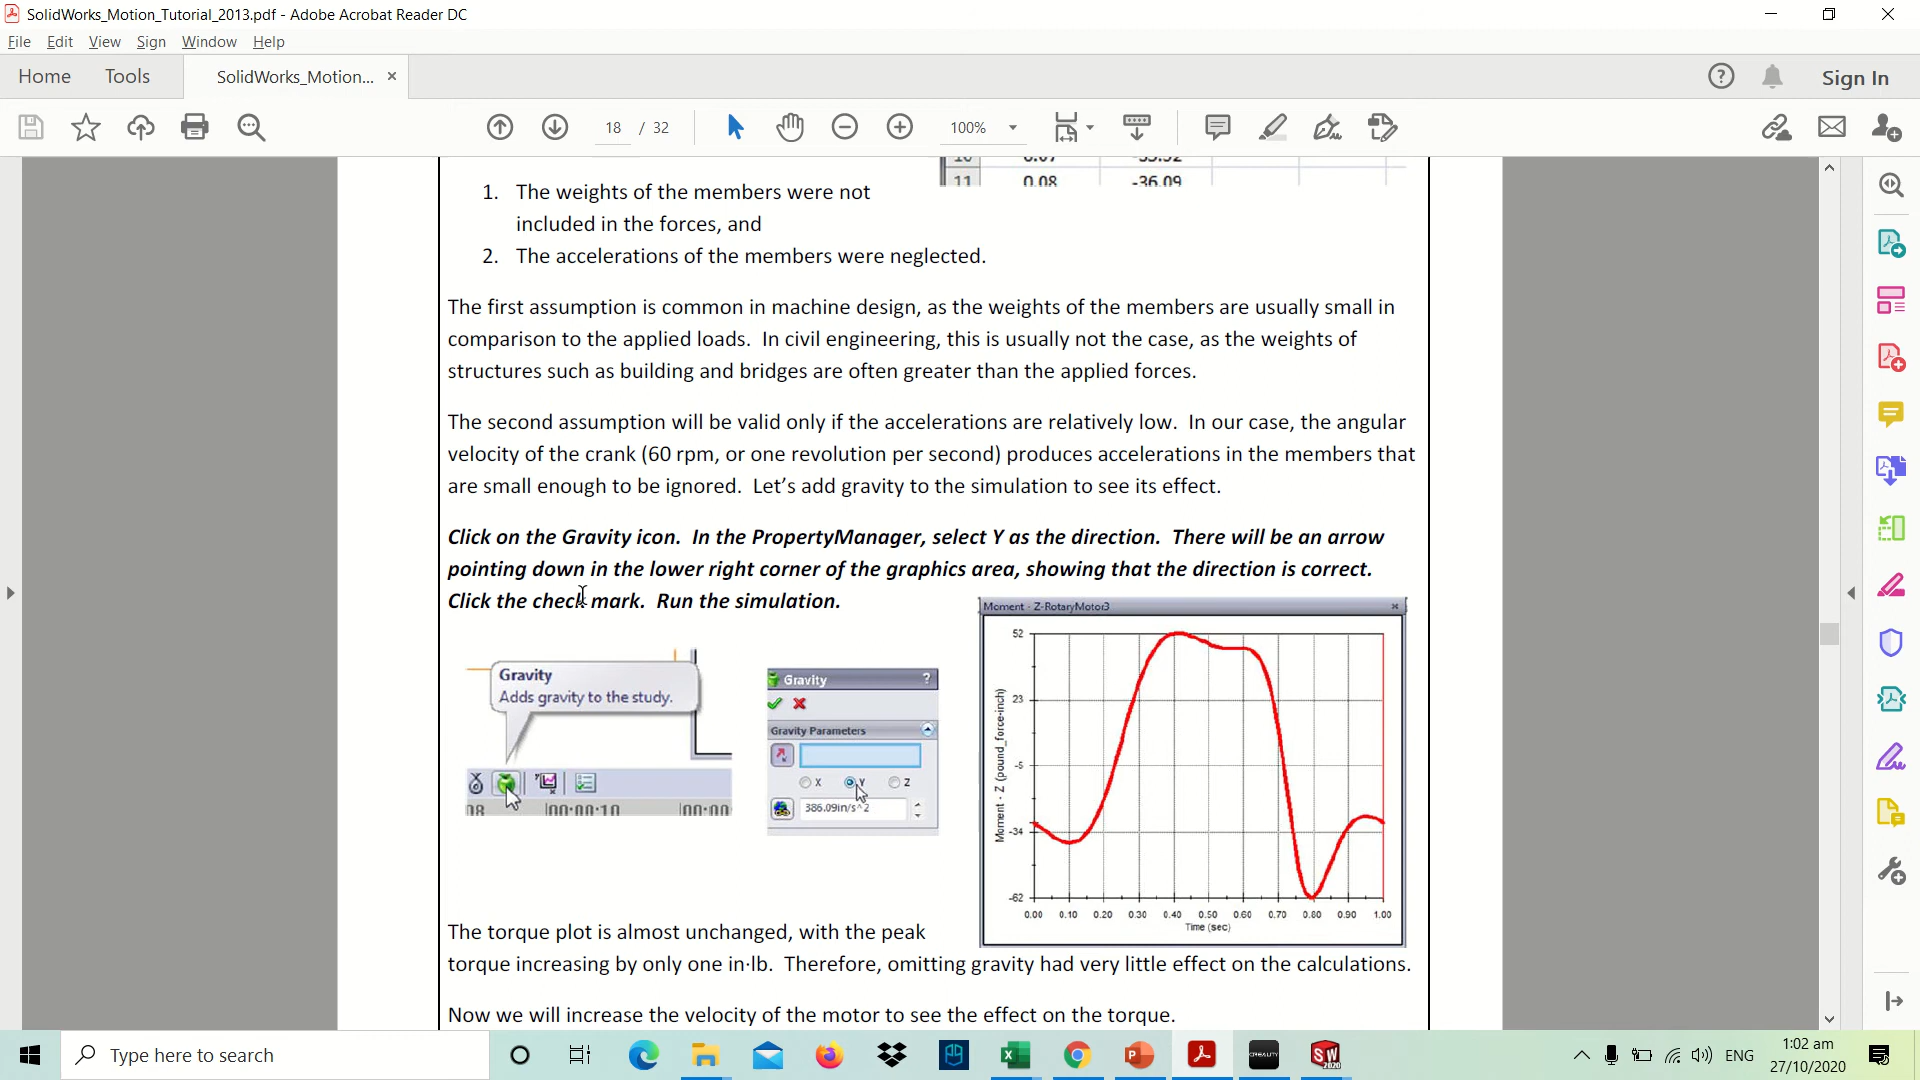 SolidWorks_Motion_Tutorial_2013.pdf - Adobe Acrobat Reader DC
File Edit View Sign Window Help
Home Tools SolidWorks_Motion... × Sign In
18 / 32 100%
11 0.08 -36.09
1. The weights of the members were not
included in the forces, and
2. The accelerations of the members were neglected.
The first assumption is common in machine design, as the weights of the members are usually small in
comparison to the applied loads. In civil engineering, this is usually not the case, as the weights of
structures such as building and bridges are often greater than the applied forces.
The second assumption will be valid only if the accelerations are relatively low. In our case, the angular
velocity of the crank (60 rpm, or one revolution per second) produces accelerations in the members that
are small enough to be ignored. Let’s add gravity to the simulation to see its effect.
Click on the Gravity icon. In the PropertyManager, select Y as the direction. There will be an arrow
pointing down in the lower right corner of the graphics area, showing that the direction is correct.
Click the check mark. Run the simulation.
Gravity
Adds gravity to the study.
00:00:10
Gravity ?
Gravity Parameters
X Y Z
386.09in/s^2
Moment - Z-RotaryMotor3
Moment - Z (pound_force-inch)
52
23
-5
-34
-62
0.00 0.10 0.20 0.30 0.40 0.50 0.60 0.70 0.80 0.90 1.00
Time (sec)
The torque plot is almost unchanged, with the peak
torque increasing by only one in·lb. Therefore, omitting gravity had very little effect on the calculations.
Now we will increase the velocity of the motor to see the effect on the torque.
Type here to search
CREALITY
SW
2020
ENG
1:02 am
27/10/2020